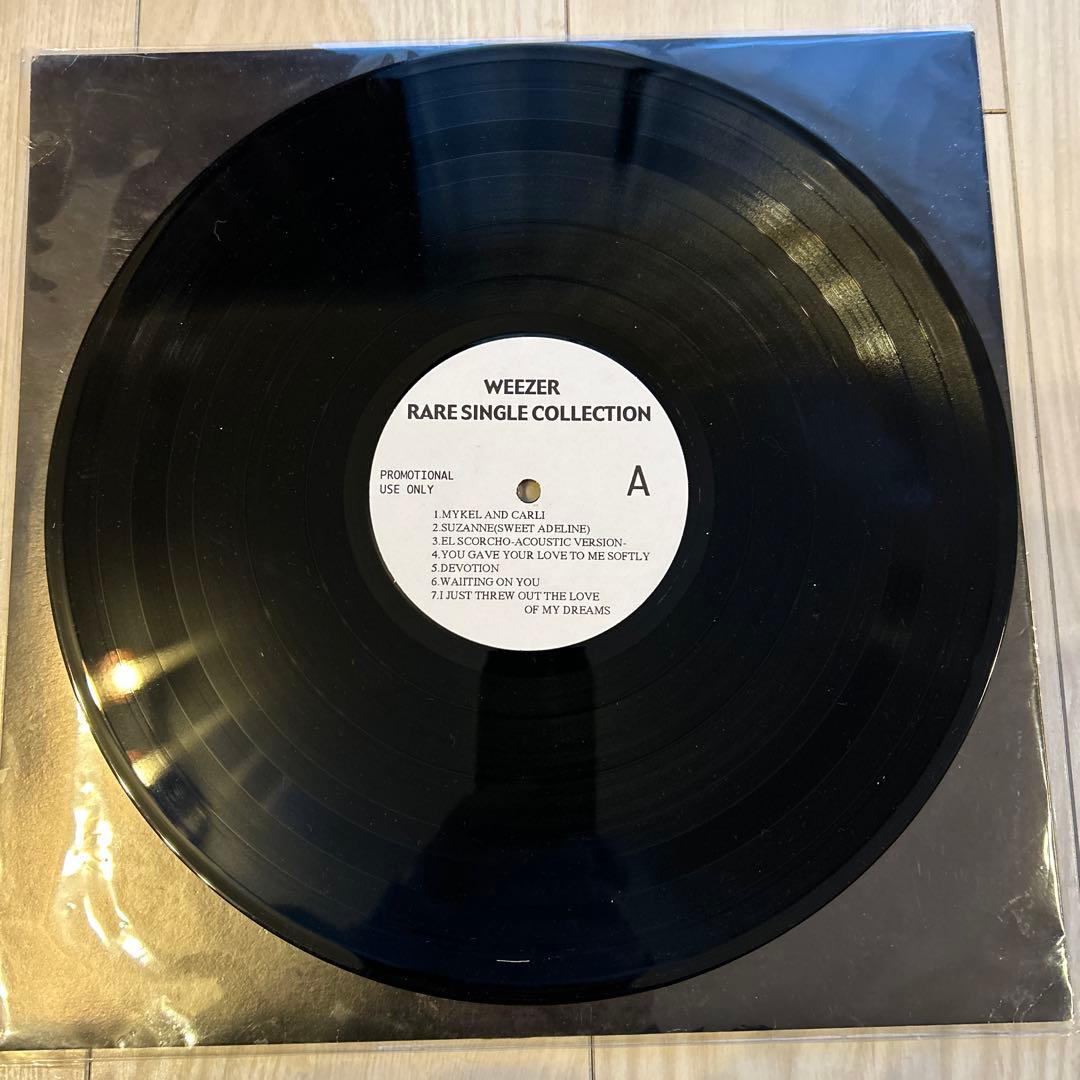 WEEZER
RARE SINGLE COLLECTION
PROMOTIONAL
USE ONLY
A
1.MYKEL AND CARLI
2.SUZANNE(SWEET ADELINE)
3.EL SCORCHO-ACOUSTIC VERSION-
4.YOU GAVE YOUR LOVE TO ME SOFTLY
5.DEVOTION
6.WAIITING ON YOU
7.I JUST THREW OUT THE LOVE
OF MY DREAMS